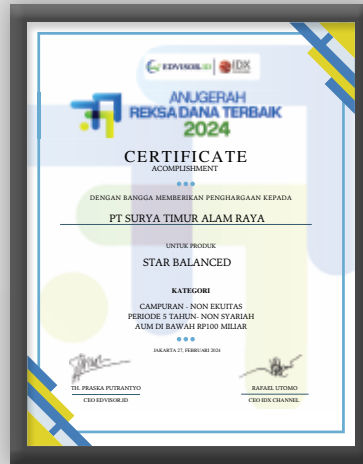 EDVISOR.ID IDX
ANUGERAH
REKSA DANA TERBAIK
2024
CERTIFICATE
ACOMPLISHMENT
DENGAN BANGGA MEMBERIKAN PENGHARGAAN KEPADA
PT SURYA TIMUR ALAM RAYA
UNTUK PRODUK
STAR BALANCED
KATEGORI
CAMPURAN - NON EKUITAS
PERIODE 5 TAHUN- NON SYARIAH
AUM DI BAWAH RP100 MILIAR
JAKARTA 27, FEBRUARI 2024
TH. PRASKA PUTRANTYO
CEO EDVISOR.ID
RAFAEL UTOMO
CEO IDX CHANNEL